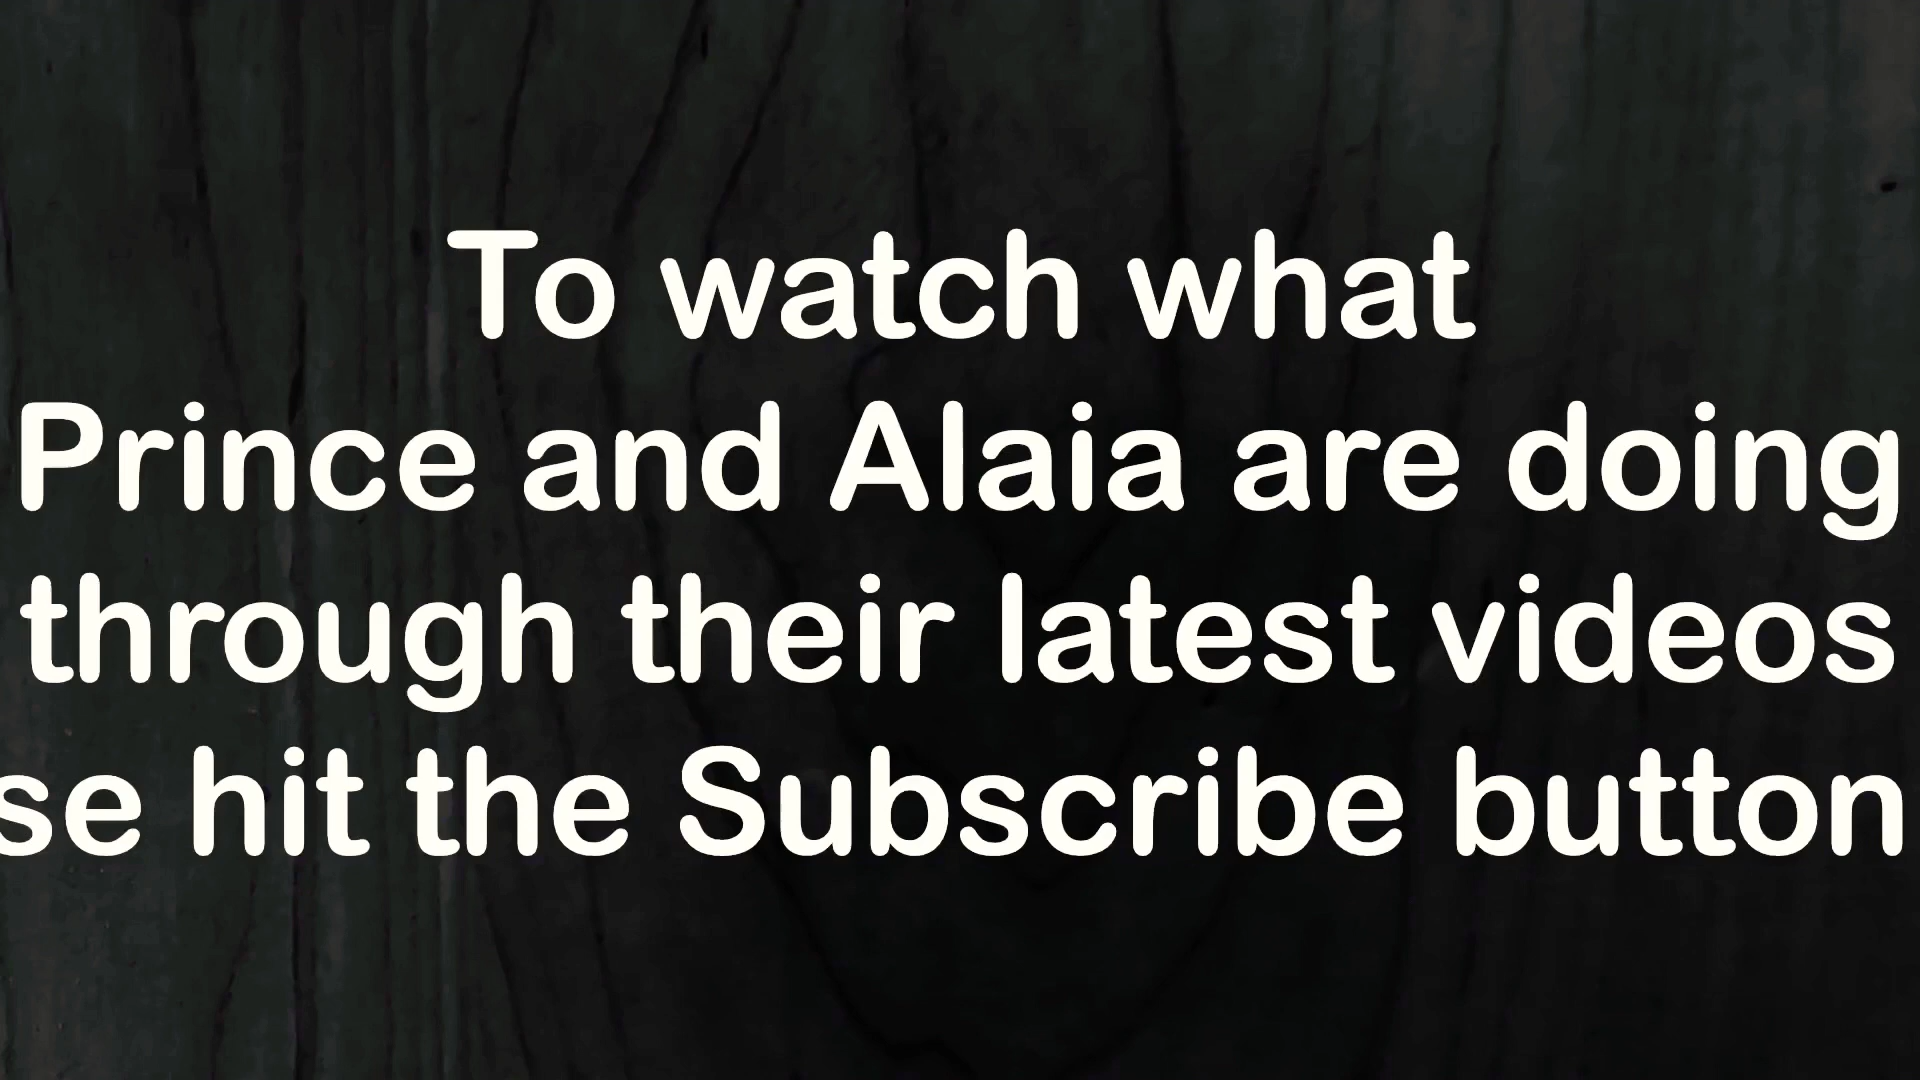 To watch what
Prince and Alaia are doing
through their latest videos
se hit the Subscribe button